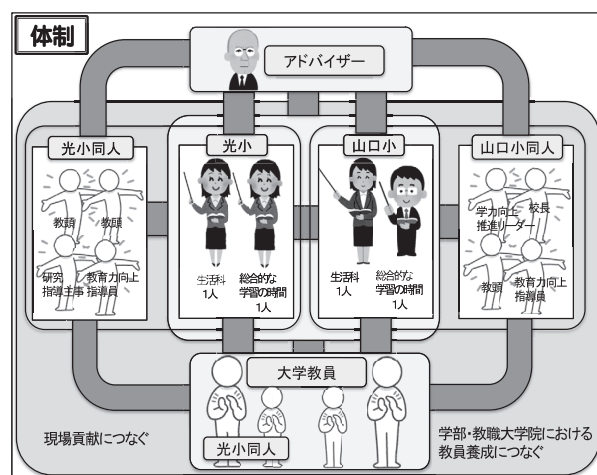 体制
アドバイザー
光小同人
教頭
教頭
研究
指導主事
教育力向上
指導員
光小
生活科
1人
総合的な
学習の時間
1人
山口小
生活科
1人
総合的な
学習の時間
1人
山口小同人
学力向上
推進リーダー
校長
教頭
教育力向上
指導員
大学教員
光小同人
現場貢献につなぐ
学部・教職大学院における
教員養成につなぐ